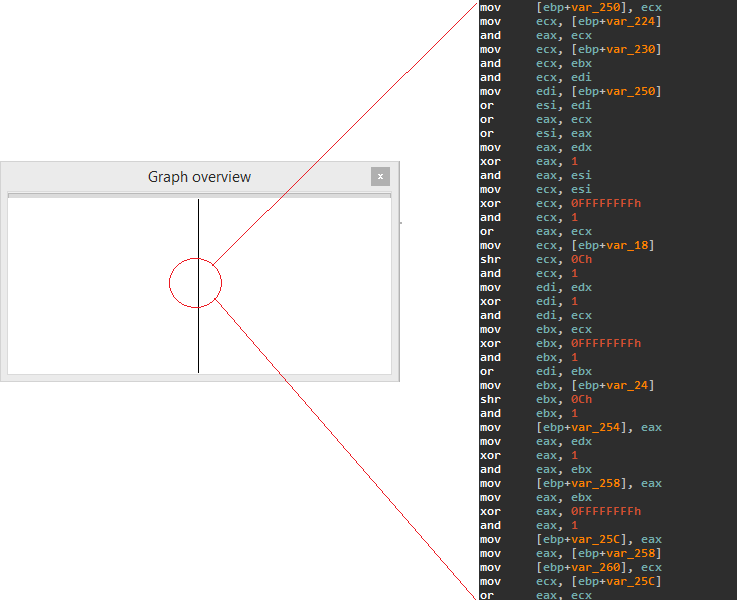 Graph overview
x
mov [ebp+var_250], ecx
mov ecx, [ebp+var_224]
and eax, ecx
mov ecx, [ebp+var_230]
and ecx, ebx
and ecx, edi
mov edi, [ebp+var_250]
or esi, edi
or eax, ecx
or esi, eax
mov eax, edx
xor eax, 1
and eax, esi
mov ecx, esi
xor ecx, 0FFFFFFFFh
and ecx, 1
or eax, ecx
mov ecx, [ebp+var_18]
shr ecx, 0Ch
and ecx, 1
mov edi, edx
xor edi, 1
and edi, ecx
mov ebx, ecx
xor ebx, 0FFFFFFFFh
and ebx, 1
or edi, ebx
mov ebx, [ebp+var_24]
shr ebx, 0Ch
and ebx, 1
mov [ebp+var_254], eax
mov eax, edx
xor eax, 1
and eax, ebx
mov [ebp+var_258], eax
mov eax, ebx
xor eax, 0FFFFFFFFh
and eax, 1
mov [ebp+var_25C], eax
mov eax, [ebp+var_258]
mov [ebp+var_260], ecx
mov ecx, [ebp+var_25C]
or eax, ecx